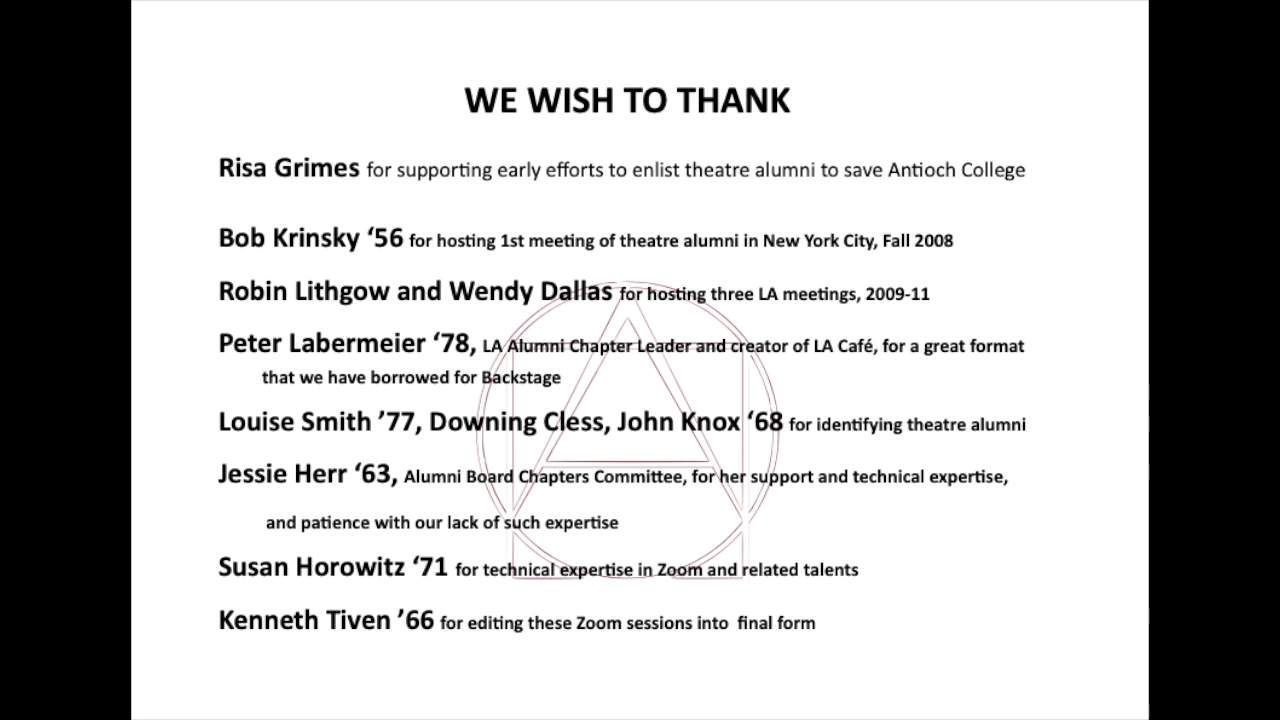 WE WISH TO THANK
Risa Grimes for supporting early efforts to enlist theatre alumni to save Antioch College
Bob Krinsky ‘56 for hosting 1st meeting of theatre alumni in New York City, Fall 2008
Robin Lithgow and Wendy Dallas for hosting three LA meetings, 2009-11
Peter Labermeier ‘78, LA Alumni Chapter Leader and creator of LA Café, for a great format
that we have borrowed for Backstage
Louise Smith ’77, Downing Cless, John Knox ‘68 for identifying theatre alumni
Jessie Herr ‘63, Alumni Board Chapters Committee, for her support and technical expertise,
and patience with our lack of such expertise
Susan Horowitz ‘71 for technical expertise in Zoom and related talents
Kenneth Tiven ’66 for editing these Zoom sessions into  final form